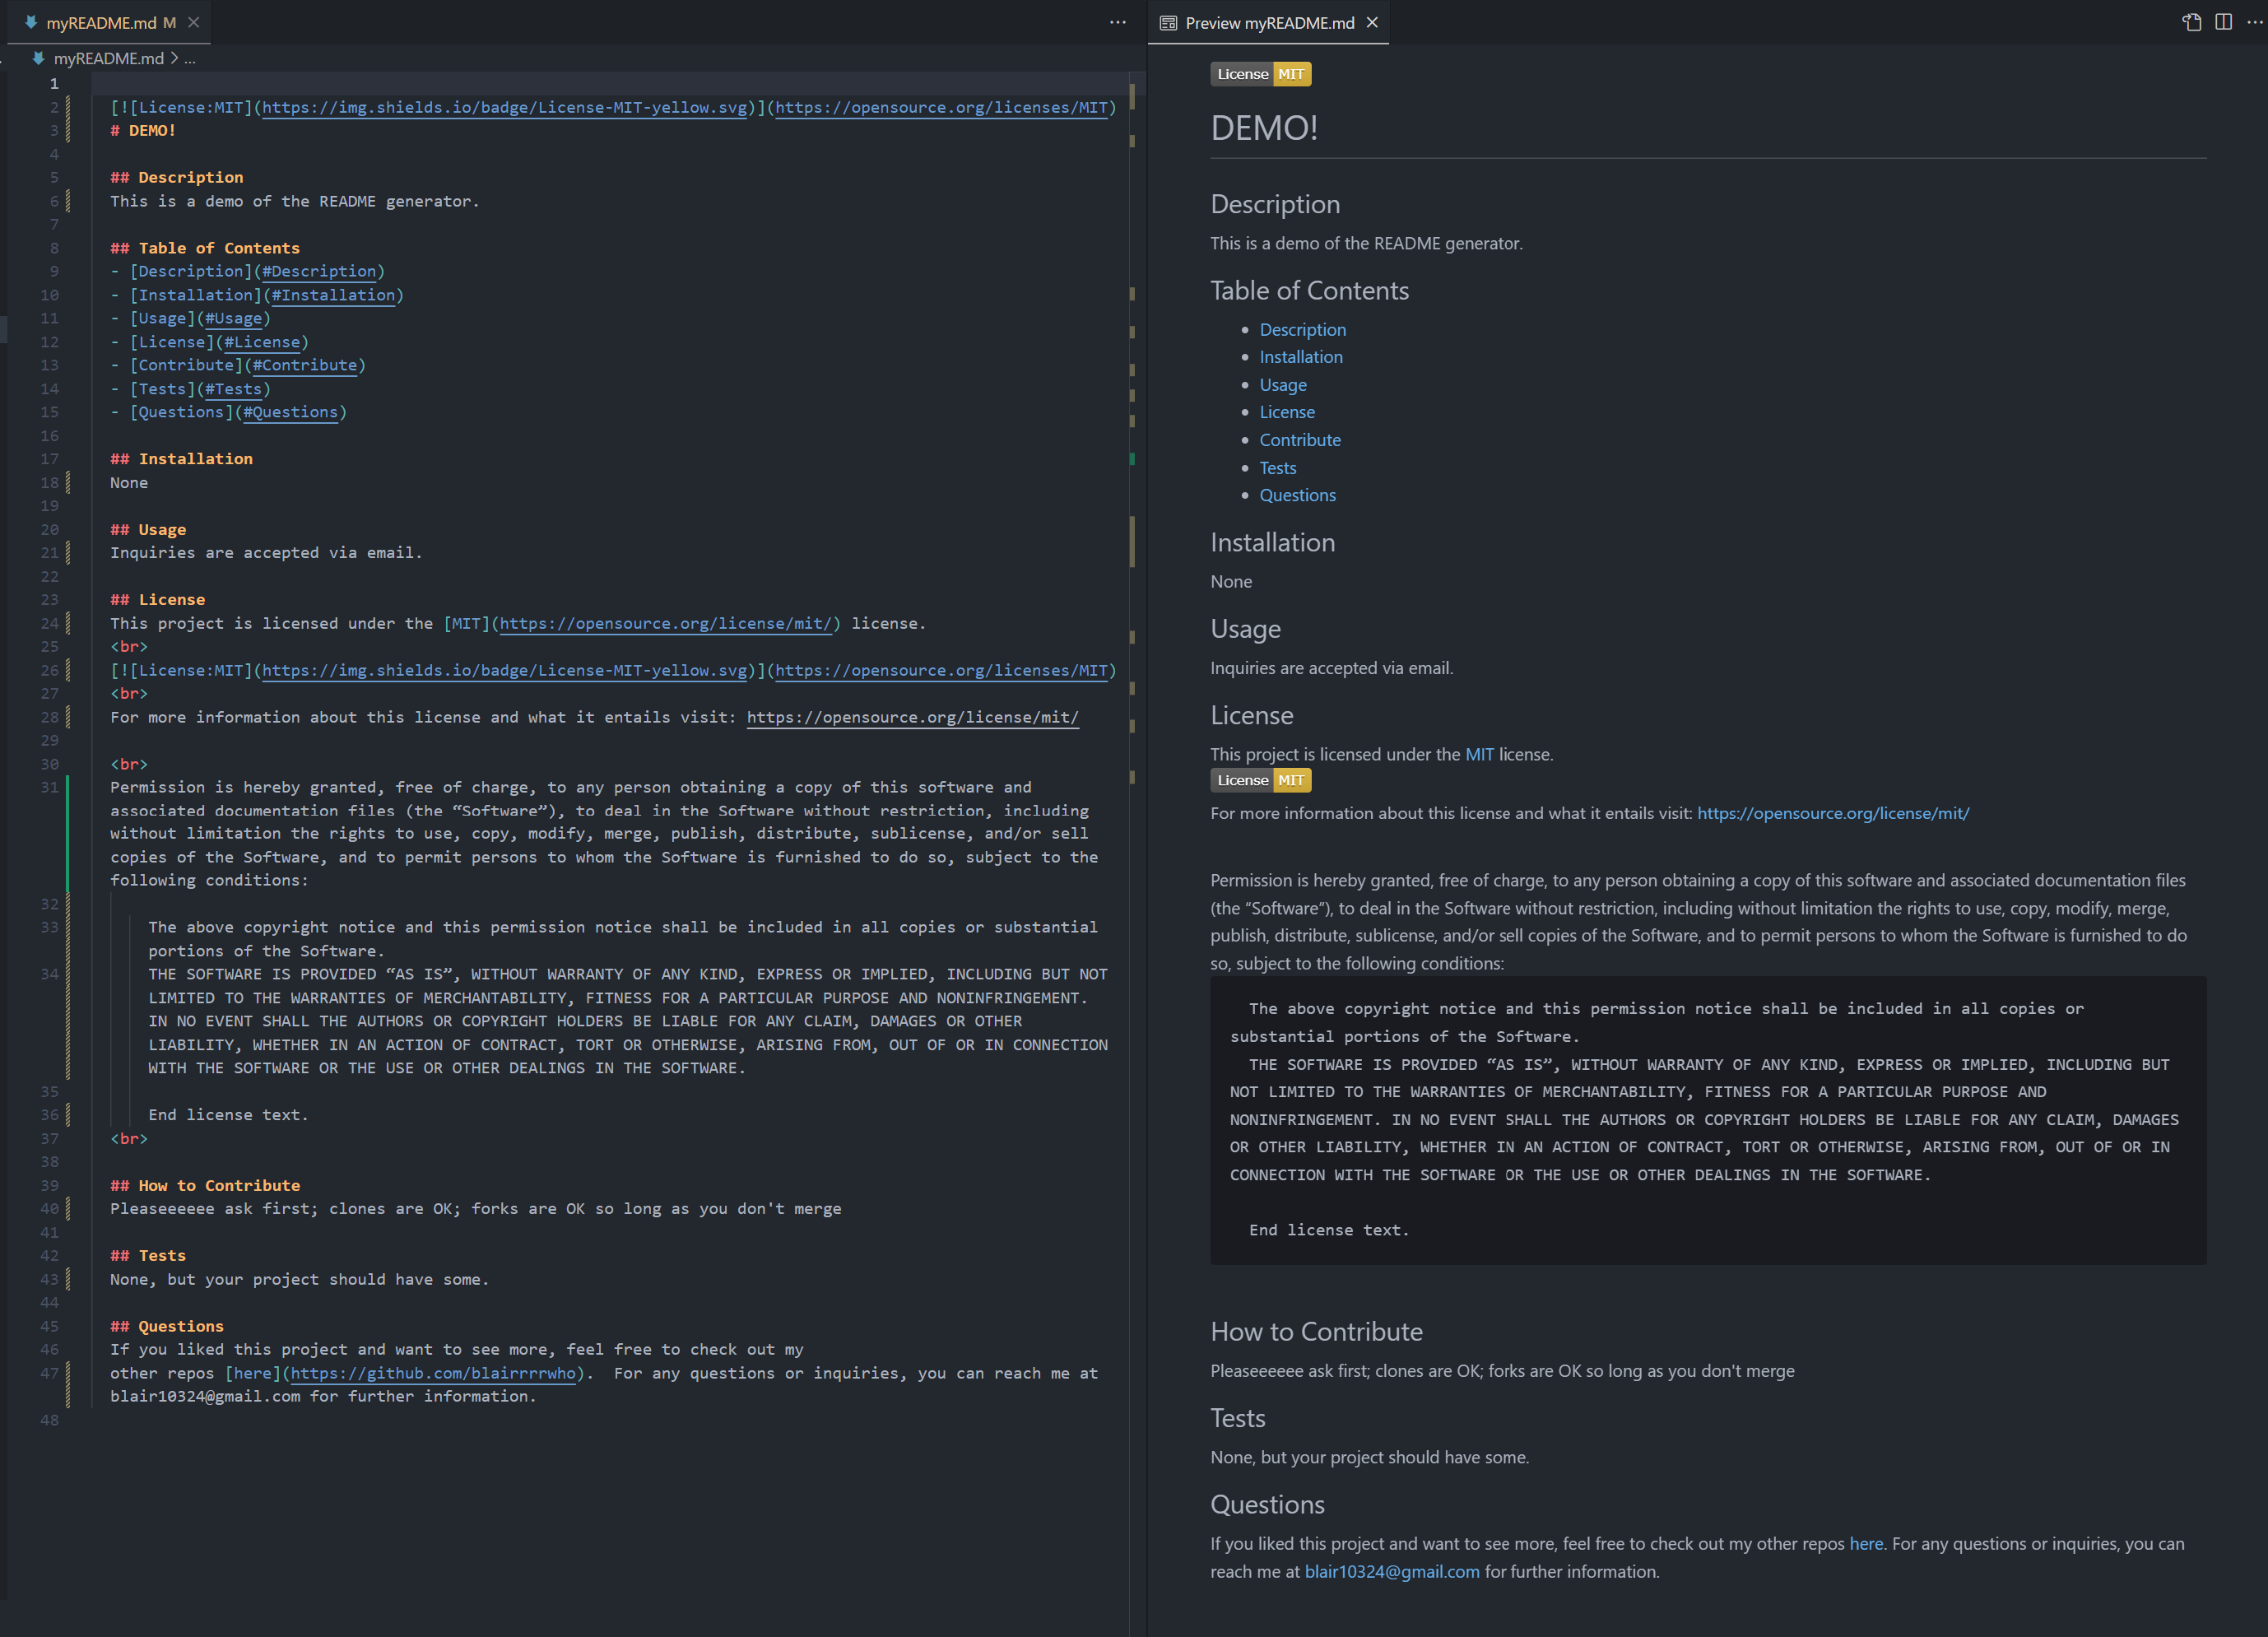 myREADME.md M
myREADME.md > ...
1
2 [![License:MIT](https://img.shields.io/badge/License-MIT-yellow.svg)](https://opensource.org/licenses/MIT)
3 # DEMO!
4
5 ## Description
6 This is a demo of the README generator.
7
8 ## Table of Contents
9 - [Description](#Description)
10 - [Installation](#Installation)
11 - [Usage](#Usage)
12 - [License](#License)
13 - [Contribute](#Contribute)
14 - [Tests](#Tests)
15 - [Questions](#Questions)
16
17 ## Installation
18 None
19
20 ## Usage
21 Inquiries are accepted via email.
22
23 ## License
24 This project is licensed under the [MIT](https://opensource.org/license/mit/) license.
25 <br>
26 [![License:MIT](https://img.shields.io/badge/License-MIT-yellow.svg)](https://opensource.org/licenses/MIT)
27 <br>
28 For more information about this license and what it entails visit: https://opensource.org/license/mit/
29
30 <br>
31 Permission is hereby granted, free of charge, to any person obtaining a copy of this software and
associated documentation files (the “Software”), to deal in the Software without restriction, including
without limitation the rights to use, copy, modify, merge, publish, distribute, sublicense, and/or sell
copies of the Software, and to permit persons to whom the Software is furnished to do so, subject to the
following conditions:
32
33 The above copyright notice and this permission notice shall be included in all copies or substantial
portions of the Software.
34 THE SOFTWARE IS PROVIDED “AS IS”, WITHOUT WARRANTY OF ANY KIND, EXPRESS OR IMPLIED, INCLUDING BUT NOT
LIMITED TO THE WARRANTIES OF MERCHANTABILITY, FITNESS FOR A PARTICULAR PURPOSE AND NONINFRINGEMENT.
IN NO EVENT SHALL THE AUTHORS OR COPYRIGHT HOLDERS BE LIABLE FOR ANY CLAIM, DAMAGES OR OTHER
LIABILITY, WHETHER IN AN ACTION OF CONTRACT, TORT OR OTHERWISE, ARISING FROM, OUT OF OR IN CONNECTION
WITH THE SOFTWARE OR THE USE OR OTHER DEALINGS IN THE SOFTWARE.
35
36 End license text.
37 <br>
38
39 ## How to Contribute
40 Pleaseeeeee ask first; clones are OK; forks are OK so long as you don't merge
41
42 ## Tests
43 None, but your project should have some.
44
45 ## Questions
46 If you liked this project and want to see more, feel free to check out my
47 other repos [here](https://github.com/blairrrrwho).  For any questions or inquiries, you can reach me at
blair10324@gmail.com for further information.
48
Preview myREADME.md
License MIT
DEMO!
Description
This is a demo of the README generator.
Table of Contents
• Description
• Installation
• Usage
• License
• Contribute
• Tests
• Questions
Installation
None
Usage
Inquiries are accepted via email.
License
This project is licensed under the MIT license.
License MIT
For more information about this license and what it entails visit: https://opensource.org/license/mit/
Permission is hereby granted, free of charge, to any person obtaining a copy of this software and associated documentation files
(the “Software”), to deal in the Software without restriction, including without limitation the rights to use, copy, modify, merge,
publish, distribute, sublicense, and/or sell copies of the Software, and to permit persons to whom the Software is furnished to do
so, subject to the following conditions:
The above copyright notice and this permission notice shall be included in all copies or
substantial portions of the Software.
THE SOFTWARE IS PROVIDED “AS IS”, WITHOUT WARRANTY OF ANY KIND, EXPRESS OR IMPLIED, INCLUDING BUT
NOT LIMITED TO THE WARRANTIES OF MERCHANTABILITY, FITNESS FOR A PARTICULAR PURPOSE AND
NONINFRINGEMENT. IN NO EVENT SHALL THE AUTHORS OR COPYRIGHT HOLDERS BE LIABLE FOR ANY CLAIM, DAMAGES
OR OTHER LIABILITY, WHETHER IN AN ACTION OF CONTRACT, TORT OR OTHERWISE, ARISING FROM, OUT OF OR IN
CONNECTION WITH THE SOFTWARE OR THE USE OR OTHER DEALINGS IN THE SOFTWARE.
End license text.
How to Contribute
Pleaseeeeee ask first; clones are OK; forks are OK so long as you don't merge
Tests
None, but your project should have some.
Questions
If you liked this project and want to see more, feel free to check out my other repos here. For any questions or inquiries, you can
reach me at blair10324@gmail.com for further information.